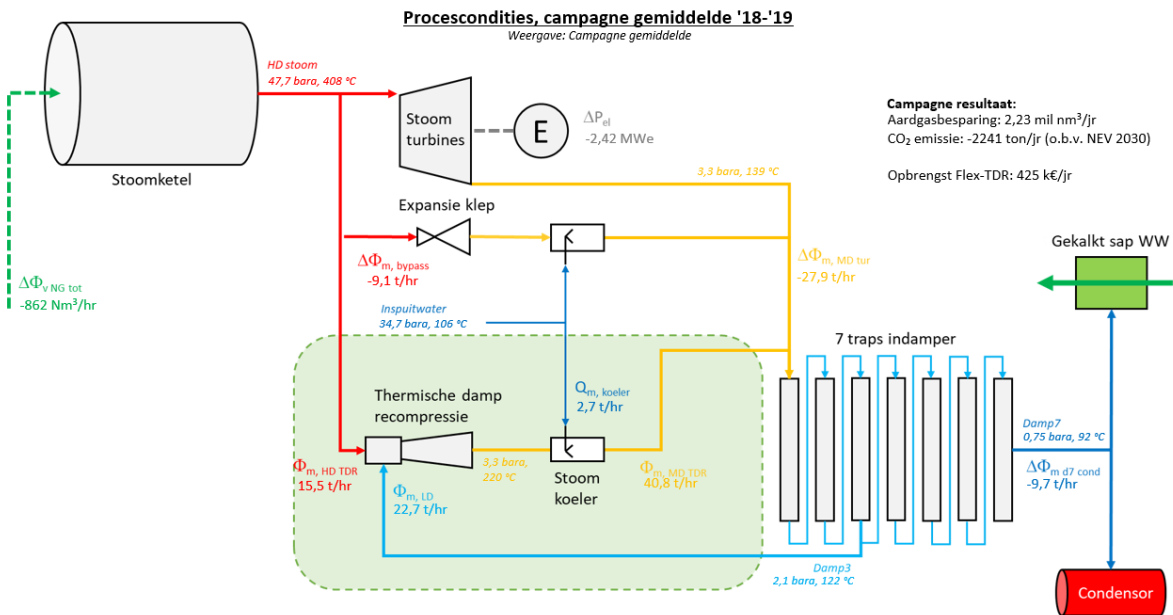 Procescondities, campagne gemiddelde '18-'19
Weergave: Campagne gemiddelde
HD stoom
47,7 bara, 408 °C
Stoomketel
Stoom
turbines
E
ΔP el
-2,42 MWe
Campagne resultaat:
Aardgasbesparing: 2,23 mil nm³/jr
CO₂ emissie: -2241 ton/jr (o.b.v. NEV 2030)
Opbrengst Flex-TDR: 425 k€/jr
3,3 bara, 139 °C
Expansie klep
Gekalkt sap WW
ΔΦm, bypass
-9,1 t/hr
ΔΦm, MD tur
-27,9 t/hr
ΔΦv NG tot
-862 Nm³/hr
Inspuitwater
34,7 bara, 106 °C
7 traps indamper
Thermische damp
recompressie
Qm, koeler
2,7 t/hr
Damp7
0,75 bara, 92 °C
3,3 bara,
220 °C
Φm, HD TDR
15,5 t/hr
Φm, LD
22,7 t/hr
Stoom
koeler
Φm, MD TDR
40,8 t/hr
ΔΦm d7 cond
-9,7 t/hr
Damp3
2,1 bara, 122 °C
Condensor